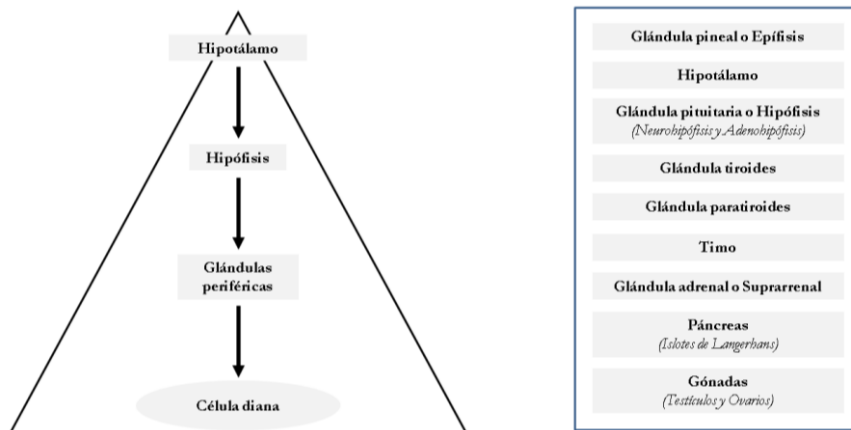 Hipotálamo
Hipófisis
Glándulas
periféricas
Célula diana
Glándula pineal o Epífisis
Hipotálamo
Glándula pituitaria o Hipófisis
(Neurohipófisis y Adenohipófisis)
Glándula tiroides
Glándula paratiroides
Timo
Glándula adrenal o Suprarrenal
Páncreas
(Islotes de Langerhans)
Gónadas
(Testículos y Ovarios)